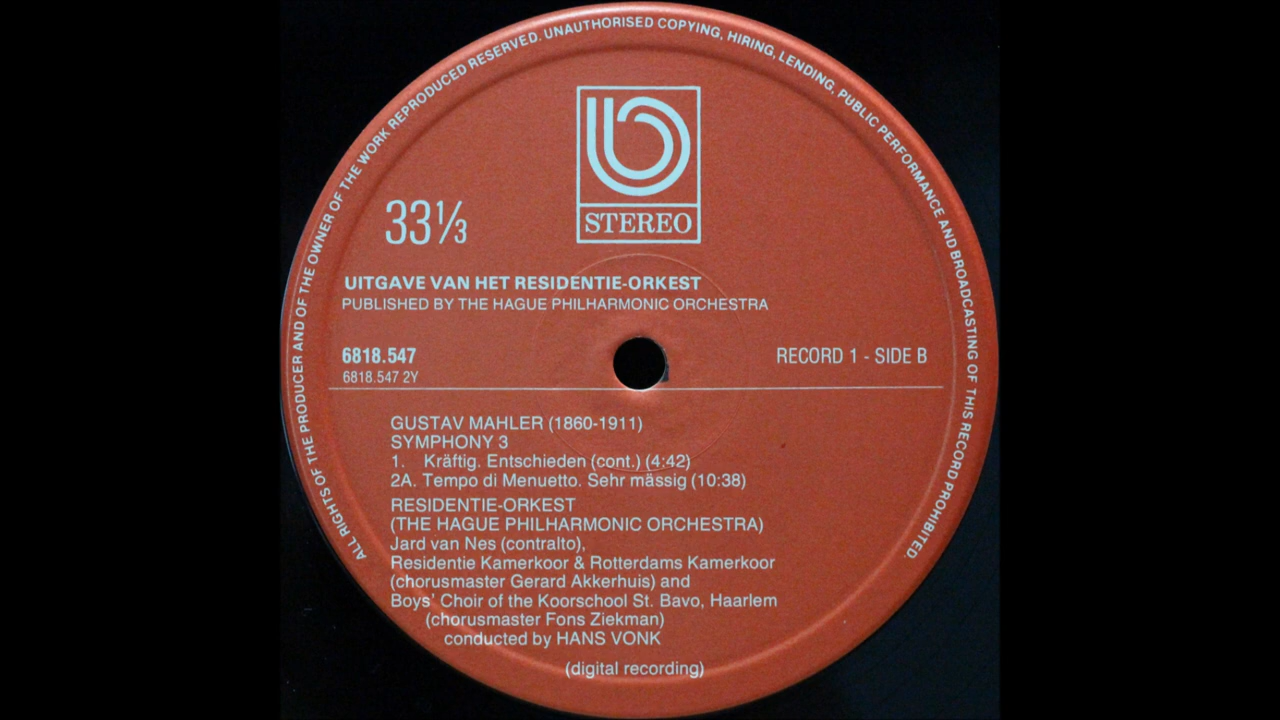 ALL RIGHTS OF THE PRODUCER AND OF THE OWNER OF THE WORK REPRODUCED RESERVED. UNAUTHORISED COPYING, HIRING, LENDING, PUBLIC PERFORMANCE AND BROADCASTING OF THIS RECORD PROHIBITED.
STEREO
33⅓
UITGAVE VAN HET RESIDENTIE-ORKEST
PUBLISHED BY THE HAGUE PHILHARMONIC ORCHESTRA
6818.547
RECORD 1 - SIDE B
6818.547 2Y
GUSTAV MAHLER (1860-1911)
SYMPHONY 3
1. Kräftig. Entschieden (cont.) (4:42)
2A. Tempo di Menuetto. Sehr mässig (10:38)
RESIDENTIE-ORKEST
(THE HAGUE PHILHARMONIC ORCHESTRA)
Jard van Nes (contralto),
Residentie Kamerkoor & Rotterdams Kamerkoor
(chorusmaster Gerard Akkerhuis) and
Boys' Choir of the Koorschool St. Bavo, Haarlem
(chorusmaster Fons Ziekman)
conducted by HANS VONK
(digital recording)